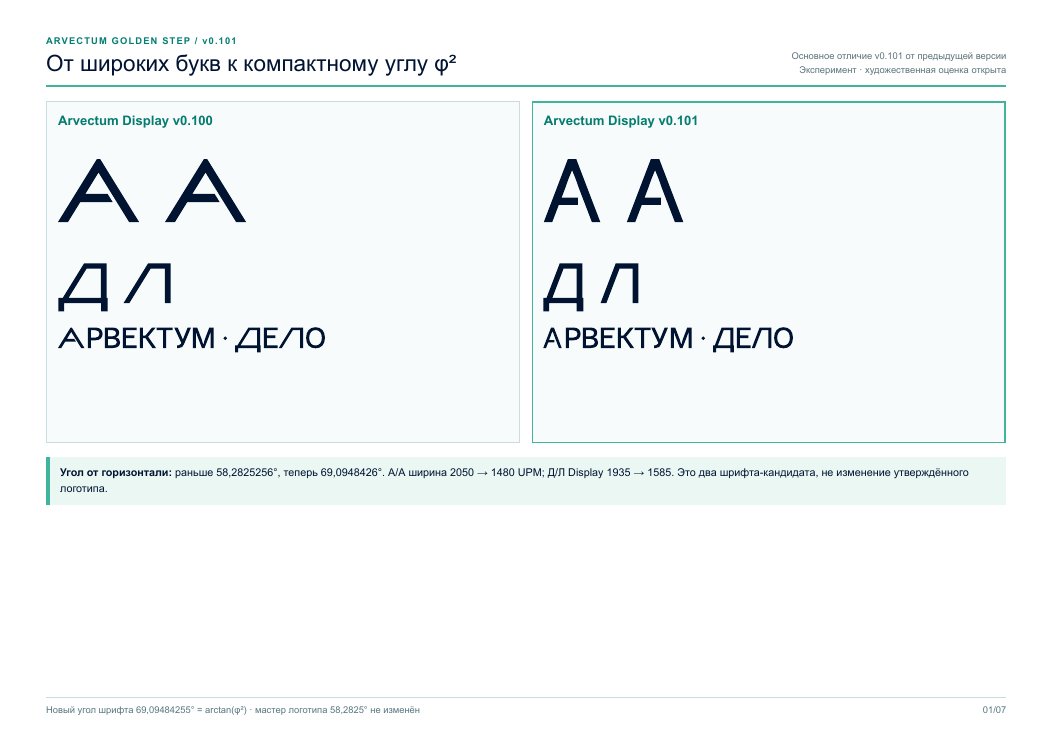 ARVECTUM GOLDEN STEP / v0.101
От широких букв к компактному углу φ²
Основное отличие v0.101 от предыдущей версии
Эксперимент · художественная оценка открыта
Arvectum Display v0.100
А А
Д Л
АРВЕКТУМ · ДЕЛО
Arvectum Display v0.101
А А
Д Л
АРВЕКТУМ · ДЕЛО
Угол от горизонтали: раньше 58,2825256°, теперь 69,0948426°. A/А ширина 2050 → 1480 UPM; Д/Л Display 1935 → 1585. Это два шрифта-кандидата, не изменение утверждённого
логотипа.
Новый угол шрифта 69,09484255° = arctan(φ²) · мастер логотипа 58,2825° не изменён
01/07